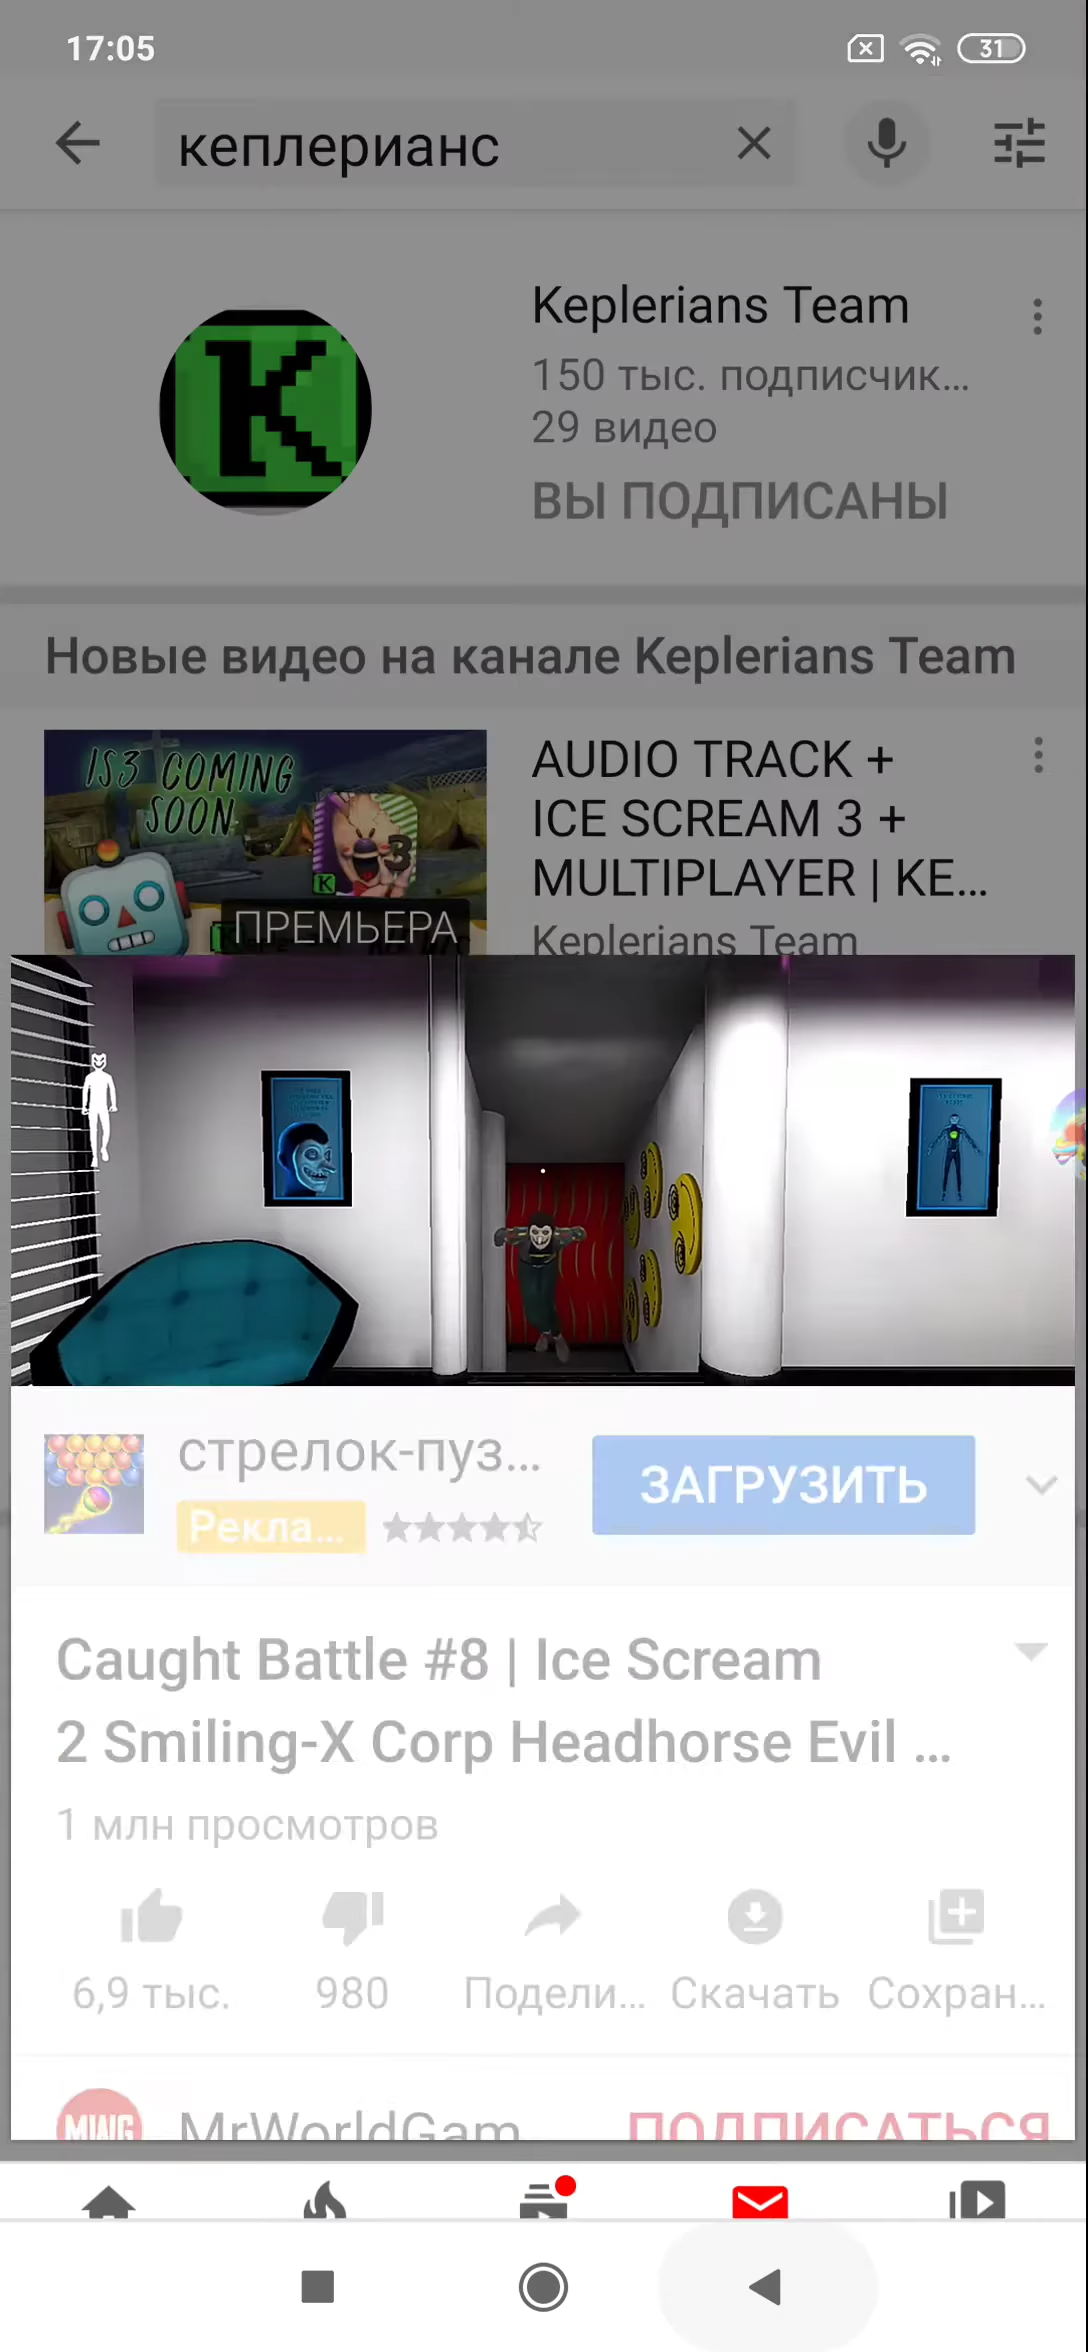 17:05
31
кеплерианс
Keplerians Team
150 тыс. подписчик...
29 видео
ВЫ ПОДПИСАНЫ
K
Новые видео на канале Keplerians Team
IS3 COMING
SOON
3
K
ПРЕМЬЕРА
AUDIO TRACK +
ICE SCREAM 3 +
MULTIPLAYER | KE...
Keplerians Team
стрелок-пуз...
Рекла...
ЗАГРУЗИТЬ
Caught Battle #8 | Ice Scream
2 Smiling-X Corp Headhorse Evil ...
1 млн просмотров
6,9 тыс.
980
Подели...
Скачать
Сохран...
MWG
MrWorldGam
ПОДПИСАТЬСЯ